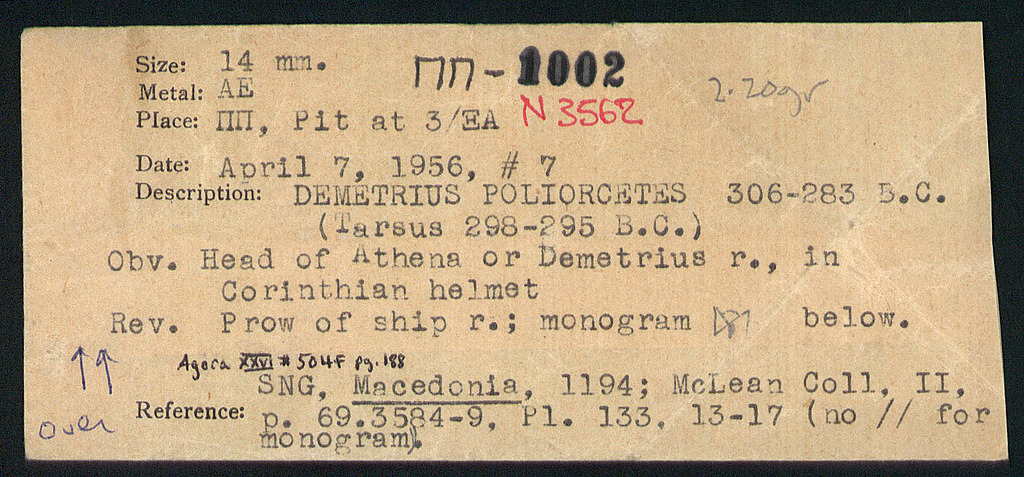 Size: 14 mm. ΠΠ - 1002
Metal: AE 2.20gr
Place: ΠΠ, Pit at 3/ΕΑ N 3562
Date: April 7, 1956, # 7
Description: DEMETRIUS POLIORCETES 306-283 B.C.
(Tarsus 298-295 B.C.)
Obv. Head of Athena or Demetrius r., in
Corinthian helmet
Rev. Prow of ship r.; monogram below.
↑↑ Agora XXVI # 504f pg. 188
SNG, Macedonia, 1194; McLean Coll, II,
over Reference: p. 69.3584-9, Pl. 133, 13-17 (no // for
monogram).